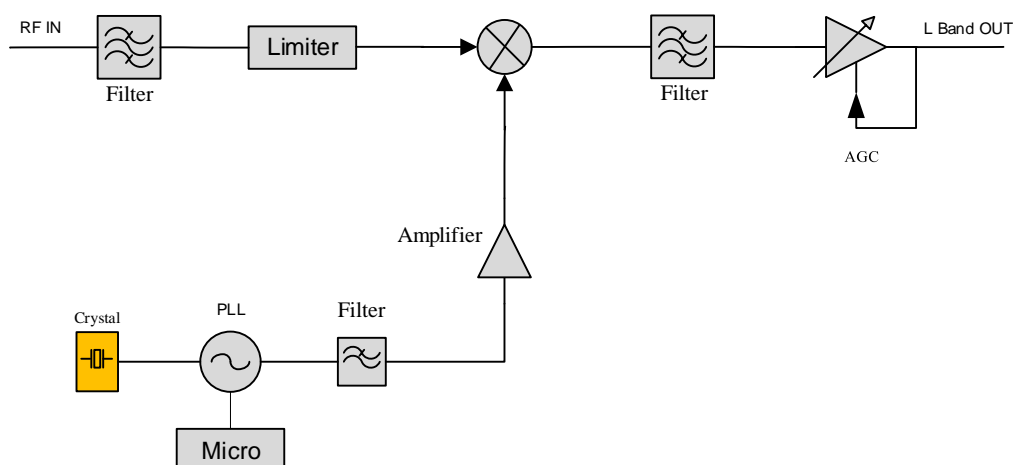 RF IN
L Band OUT
Limiter
Filter
Filter
AGC
Amplifier
Filter
PLL
Crystal
Micro